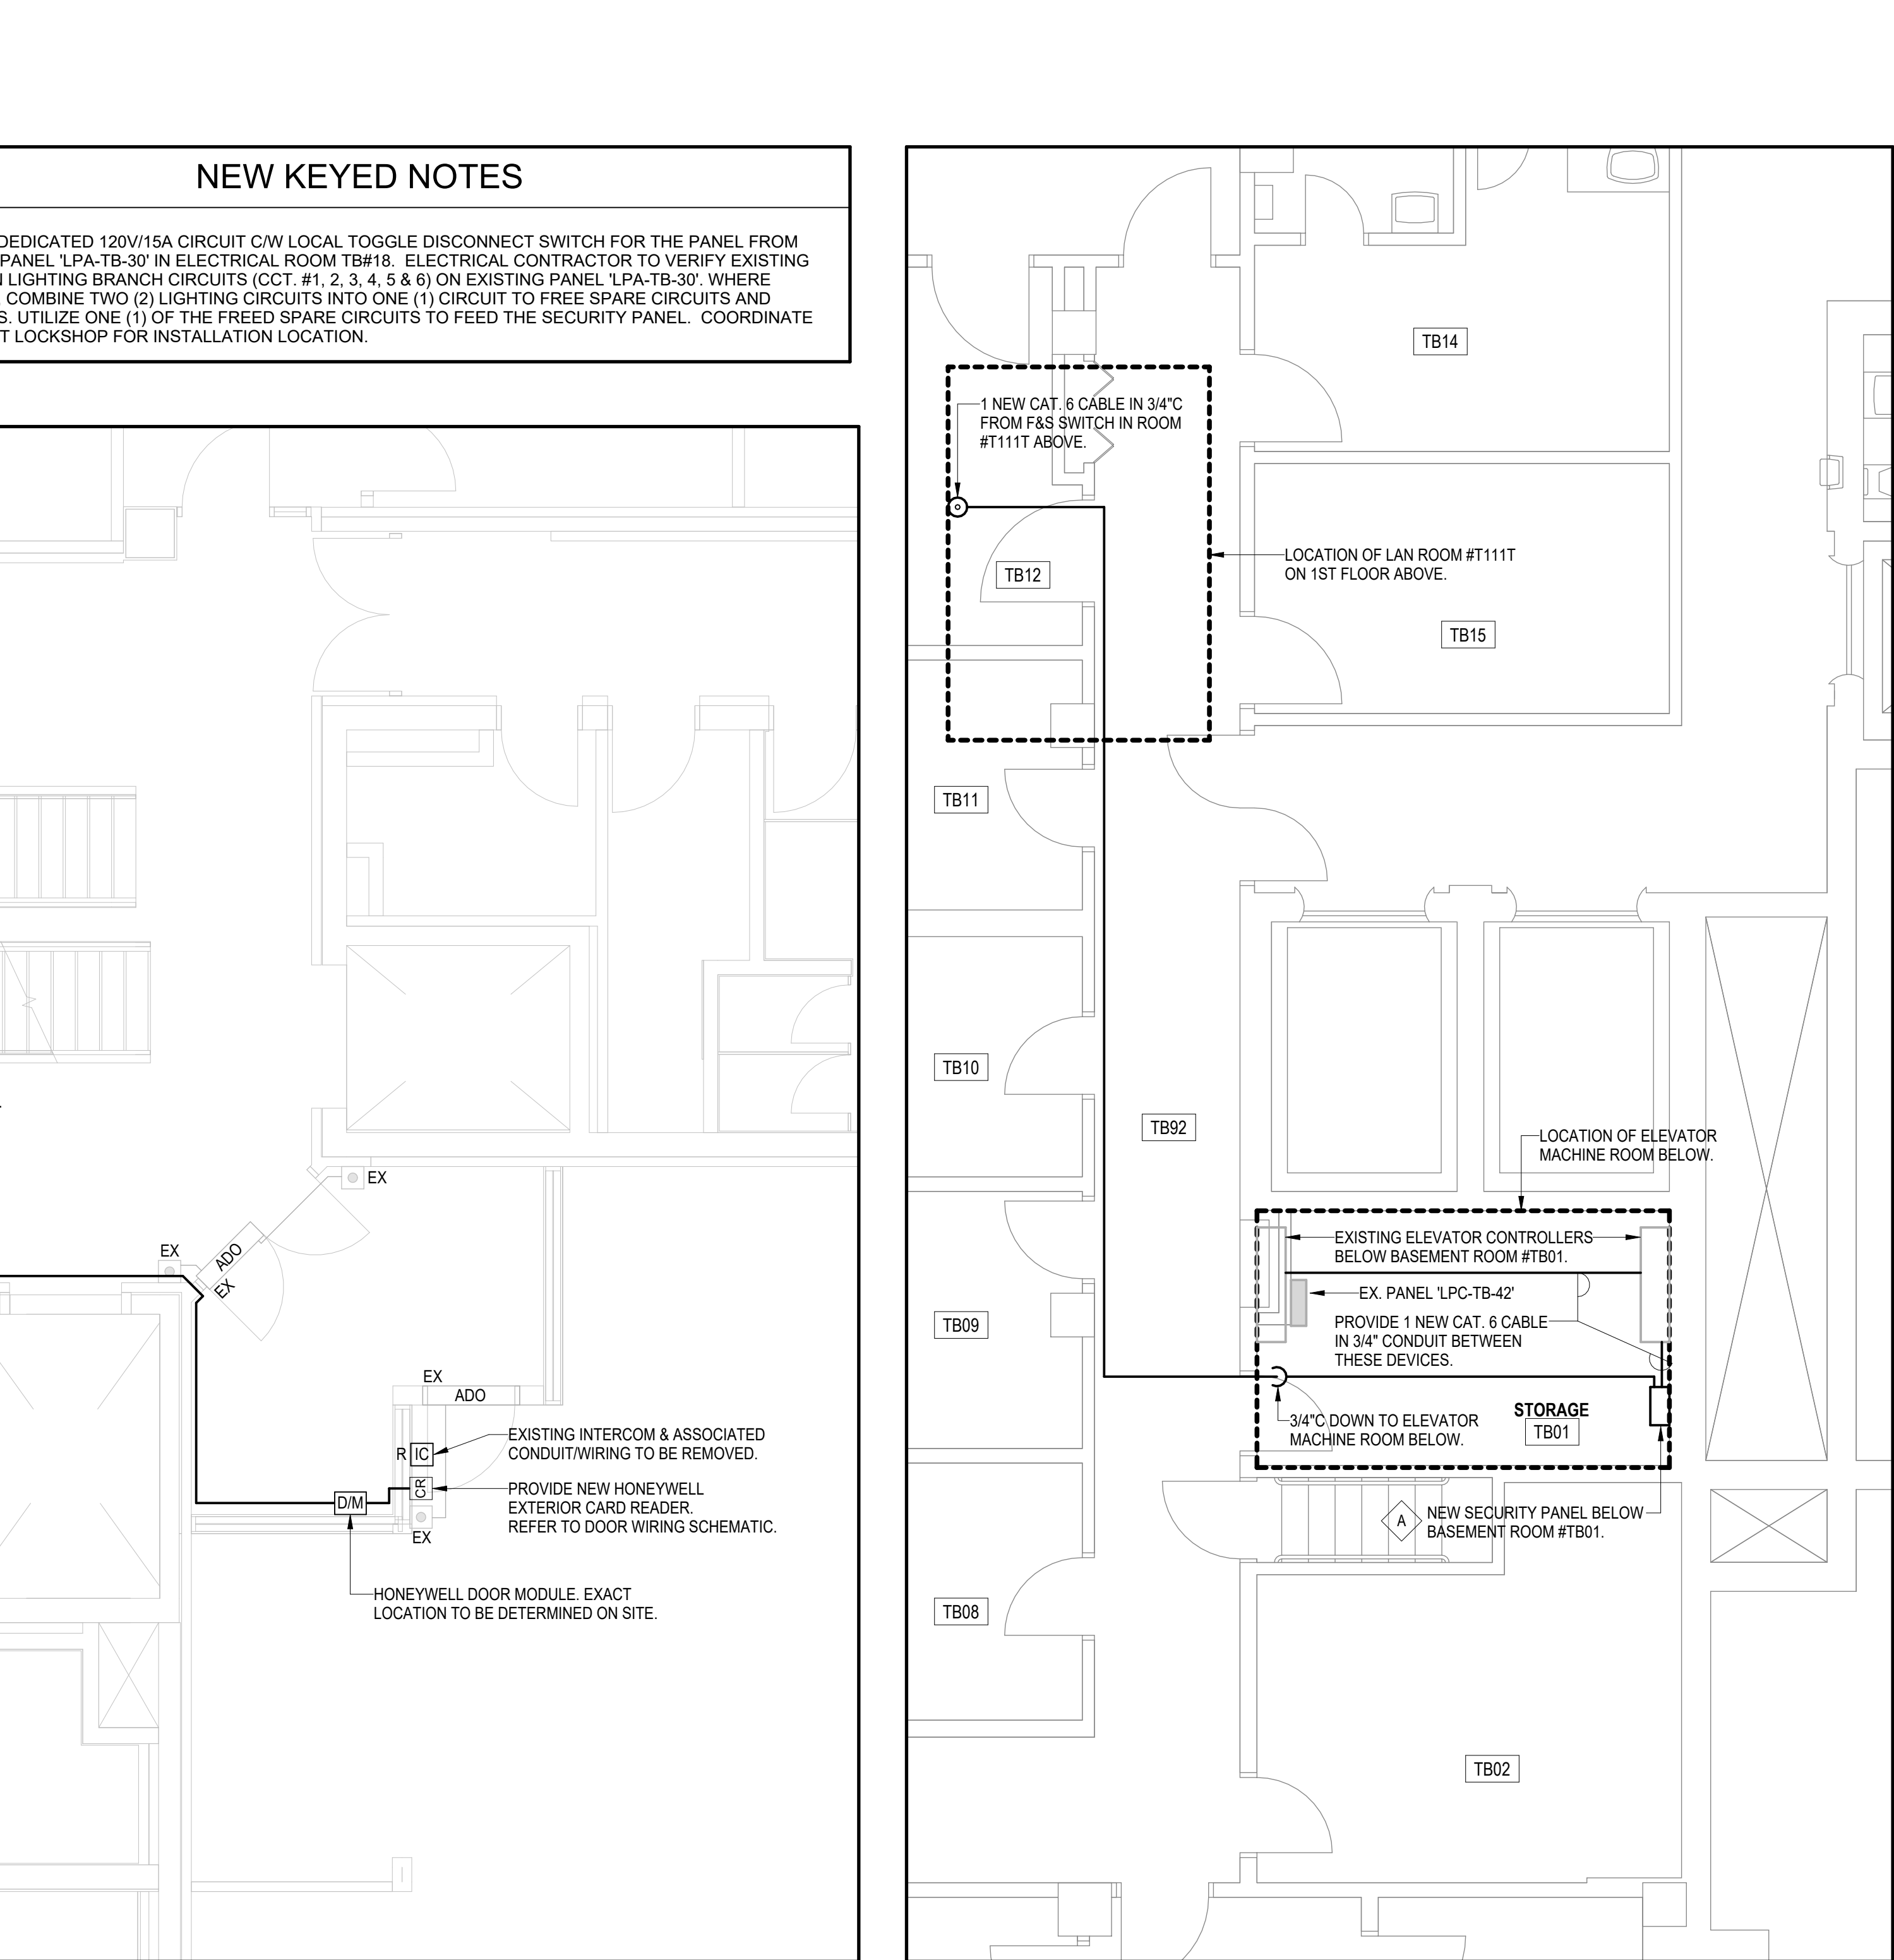 NEW KEYED NOTES
DEDICATED 120V/15A CIRCUIT C/W LOCAL TOGGLE DISCONNECT SWITCH FOR THE PANEL FROM
PANEL 'LPA-TB-30' IN ELECTRICAL ROOM TB#18.  ELECTRICAL CONTRACTOR TO VERIFY EXISTING
LIGHTING BRANCH CIRCUITS (CCT. #1, 2, 3, 4, 5 & 6) ON EXISTING PANEL 'LPA-TB-30'. WHERE
COMBINE TWO (2) LIGHTING CIRCUITS INTO ONE (1) CIRCUIT TO FREE SPARE CIRCUITS AND
S. UTILIZE ONE (1) OF THE FREED SPARE CIRCUITS TO FEED THE SECURITY PANEL.  COORDINATE
T LOCKSHOP FOR INSTALLATION LOCATION.
EX
EX
ADO
EX
EX
ADO
R IC
EXISTING INTERCOM & ASSOCIATED
CONDUIT/WIRING TO BE REMOVED.
CR
PROVIDE NEW HONEYWELL
EXTERIOR CARD READER.
REFER TO DOOR WIRING SCHEMATIC.
D/M
EX
HONEYWELL DOOR MODULE. EXACT
LOCATION TO BE DETERMINED ON SITE.
TB14
1 NEW CAT. 6 CABLE IN 3/4"C
FROM F&S SWITCH IN ROOM
#T111T ABOVE.
LOCATION OF LAN ROOM #T111T
ON 1ST FLOOR ABOVE.
TB12
TB15
TB11
TB10
TB92
LOCATION OF ELEVATOR
MACHINE ROOM BELOW.
EXISTING ELEVATOR CONTROLLERS
BELOW BASEMENT ROOM #TB01.
EX. PANEL 'LPC-TB-42'
PROVIDE 1 NEW CAT. 6 CABLE
IN 3/4" CONDUIT BETWEEN
THESE DEVICES.
TB09
3/4"C DOWN TO ELEVATOR
MACHINE ROOM BELOW.
STORAGE
TB01
A
NEW SECURITY PANEL BELOW
BASEMENT ROOM #TB01.
TB08
TB02